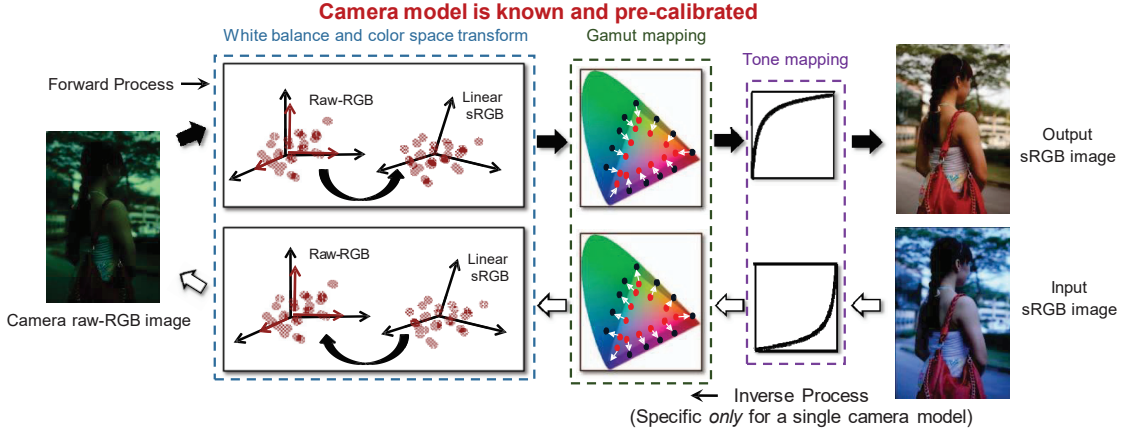 Camera model is known and pre-calibrated
White balance and color space transform
Gamut mapping
Tone mapping
Forward Process →
Raw-RGB
Linear
sRGB
Output
sRGB image
Raw-RGB
Linear
sRGB
Input
sRGB image
Camera raw-RGB image
← Inverse Process
(Specific only for a single camera model)